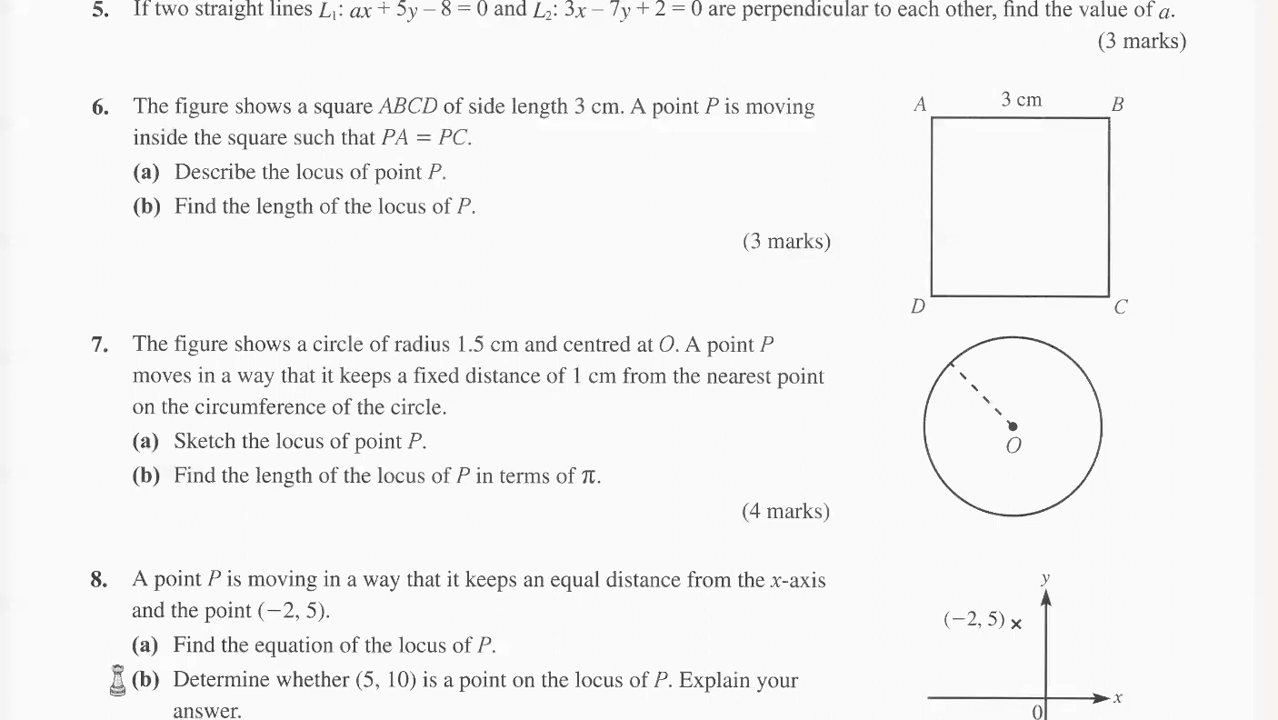 5. If two straight lines L₁: ax + 5y – 8 = 0 and L₂: 3x – 7y + 2 = 0 are perpendicular to each other, find the value of a.
(3 marks)
6. The figure shows a square ABCD of side length 3 cm. A point P is moving
inside the square such that PA = PC.
(a) Describe the locus of point P.
(b) Find the length of the locus of P.
(3 marks)
A 3 cm B
D C
7. The figure shows a circle of radius 1.5 cm and centred at O. A point P
moves in a way that it keeps a fixed distance of 1 cm from the nearest point
on the circumference of the circle.
(a) Sketch the locus of point P.
(b) Find the length of the locus of P in terms of π.
(4 marks)
O
8. A point P is moving in a way that it keeps an equal distance from the x-axis
and the point (−2, 5).
(a) Find the equation of the locus of P.
(b) Determine whether (5, 10) is a point on the locus of P. Explain your
answer.
y
(−2, 5) ×
x
0